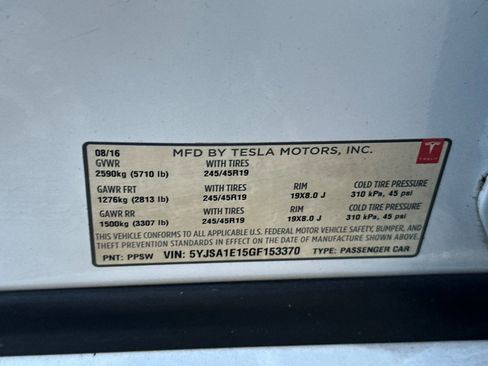 08/16 MFD BY TESLA MOTORS, INC.
GVWR WITH TIRES
2590kg (5710 lb) 245/45R19
GAWR FRT WITH TIRES RIM COLD TIRE PRESSURE
1276kg (2813 lb) 245/45R19 19X8.0 J 310 kPa, 45 psi
GAWR RR WITH TIRES RIM COLD TIRE PRESSURE
1500kg (3307 lb) 245/45R19 19X8.0 J 310 kPa, 45 psi
THIS VEHICLE CONFORMS TO ALL APPLICABLE U.S. FEDERAL MOTOR VEHICLE SAFETY, BUMPER, AND
THEFT PREVENTION STANDARDS IN EFFECT ON THE DATE OF MANUFACTURE SHOWN ABOVE.
PNT: PPSW VIN: 5YJSA1E15GF153370 TYPE: PASSENGER CAR
TESLA